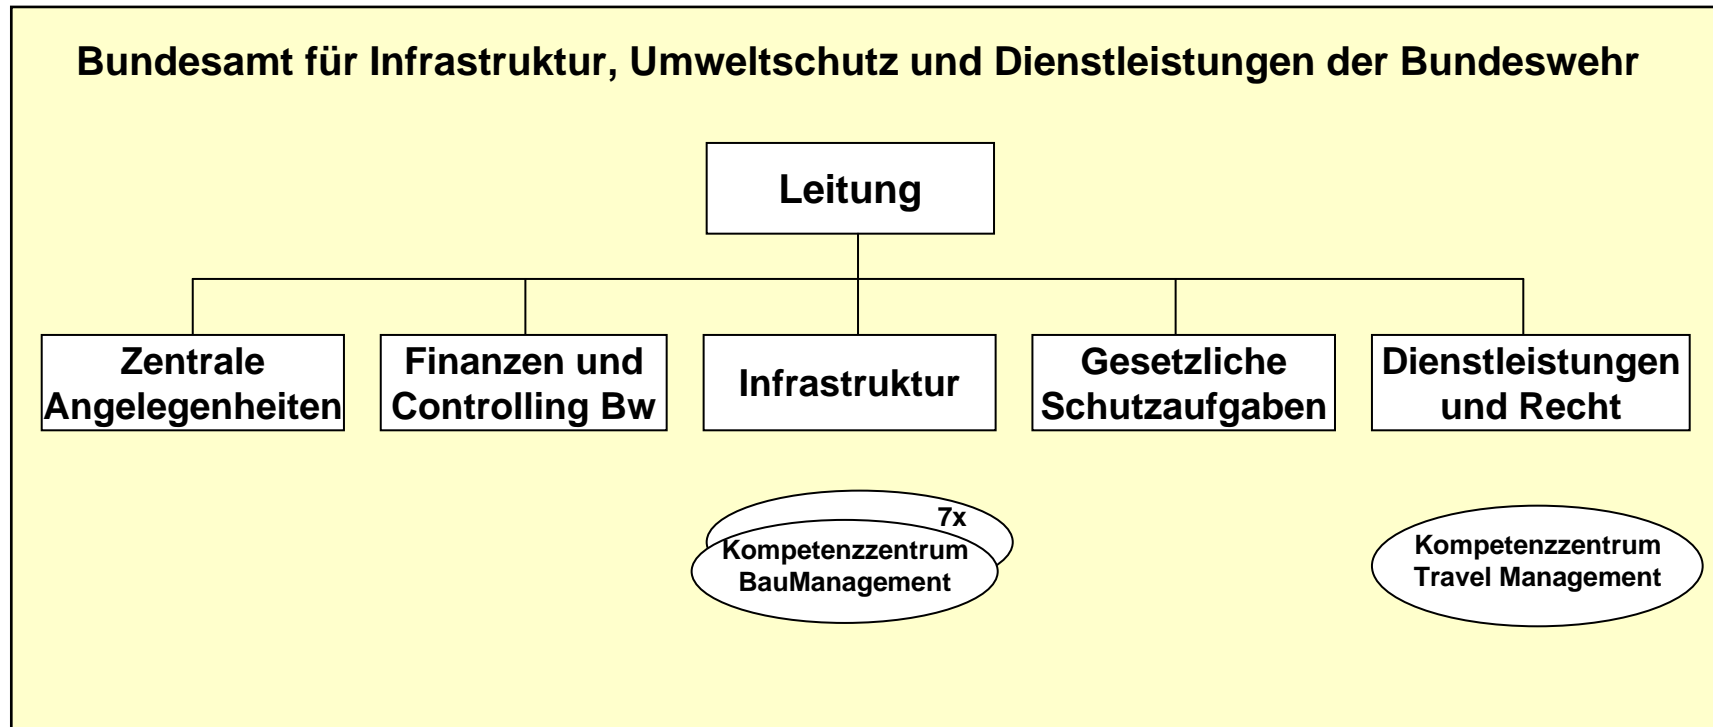 Bundesamt für Infrastruktur, Umweltschutz und Dienstleistungen der Bundeswehr
Leitung
Zentrale
Angelegenheiten
Finanzen und
Controlling Bw
Infrastruktur
Gesetzliche
Schutzaufgaben
Dienstleistungen
und Recht
7x
Kompetenzzentrum
BauManagement
Kompetenzzentrum
Travel Management